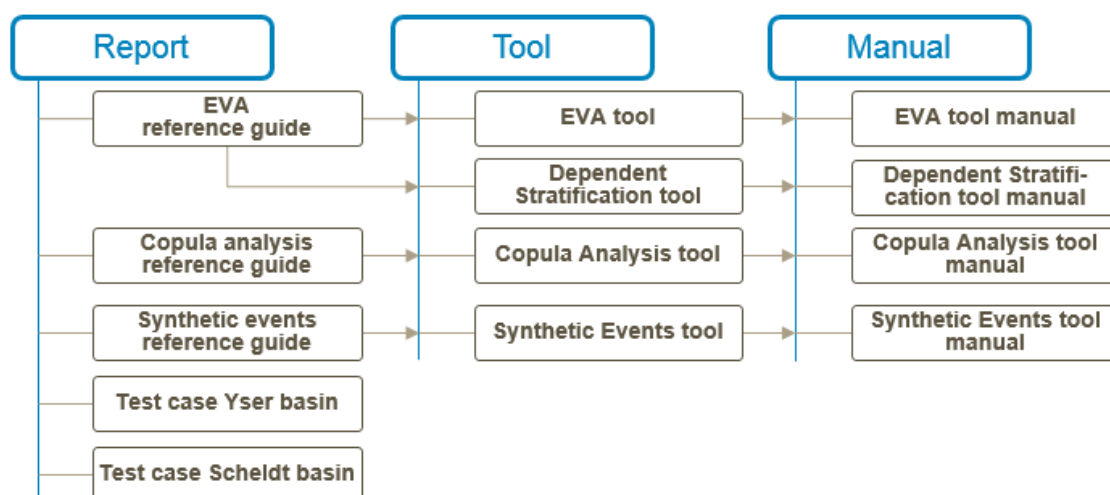 Report
Tool
Manual
EVA
reference guide
EVA tool
EVA tool manual
Dependent
Stratification tool
Dependent Stratifi-
cation tool manual
Copula analysis
reference guide
Copula Analysis tool
Copula Analysis tool
manual
Synthetic events
reference guide
Synthetic Events tool
Synthetic Events tool
manual
Test case Yser basin
Test case Scheldt basin